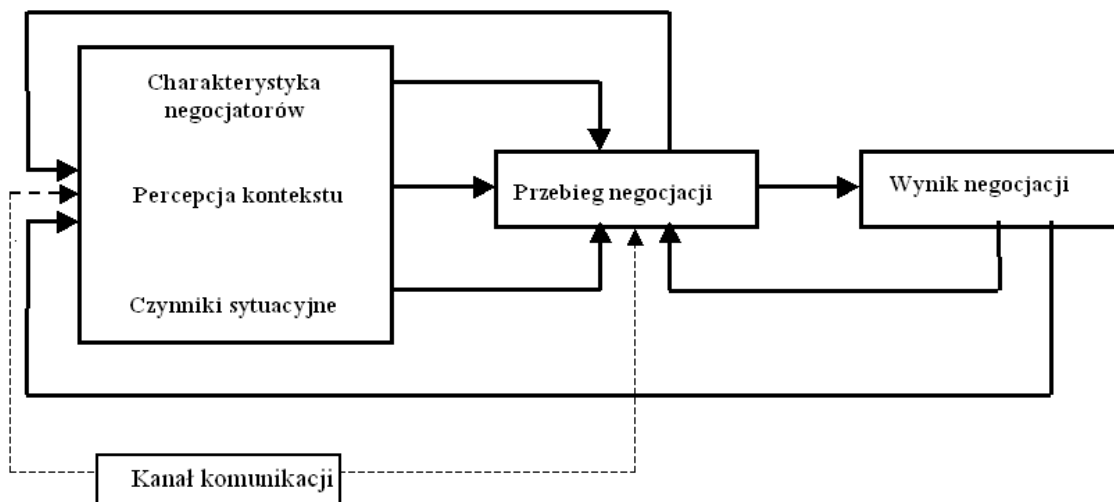 Charakterystyka
negocjatorów
Percepcja kontekstu
Czynniki sytuacyjne
Przebieg negocjacji
Wynik negocjacji
Kanał komunikacji